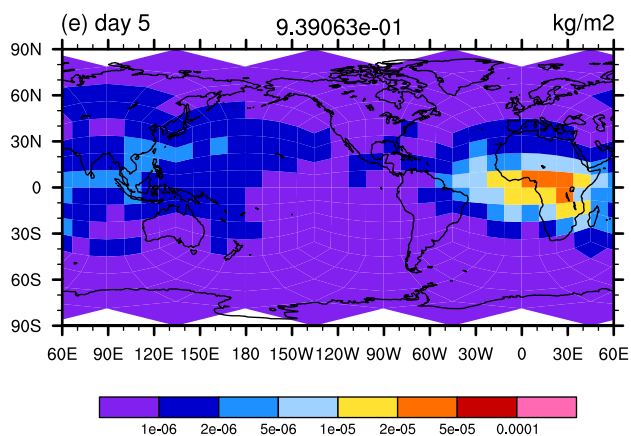 (e) day 5 9.39063e-01 kg/m2
90N
60N
30N
0
30S
60S
90S
60E 90E 120E 150E 180 150W 120W 90W 60W 30W 0 30E 60E
1e-06 2e-06 5e-06 1e-05 2e-05 5e-05 0.0001